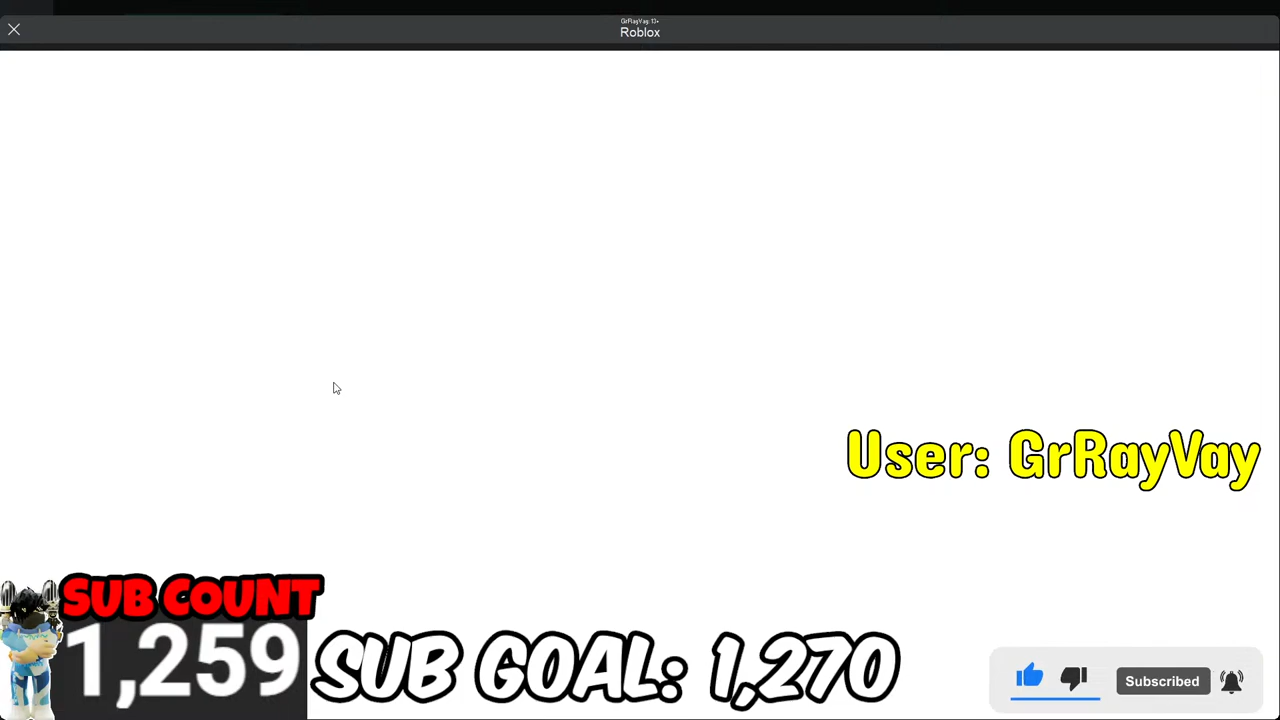 GrRayVay: 13+
Roblox
User: GrRayVay
SUB COUNT
1,259
SUB GOAL: 1,270
Subscribed